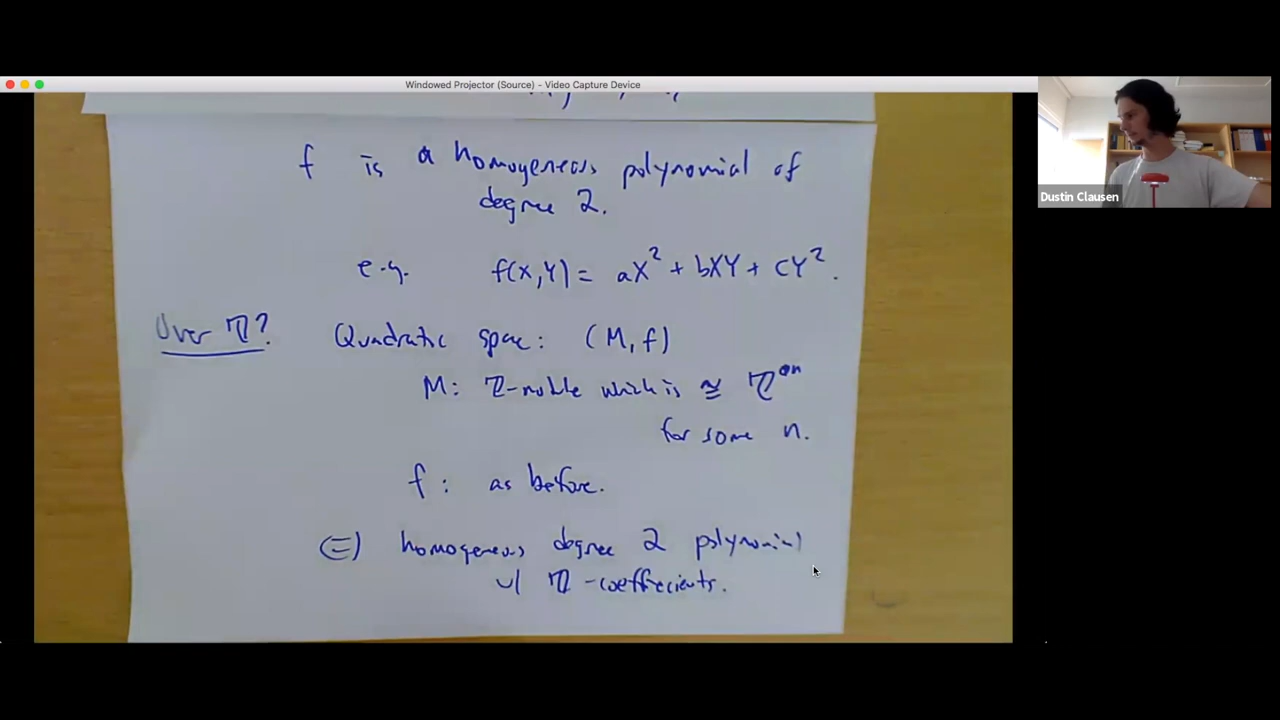 Windowed Projector (Source) - Video Capture Device
f is a homogeneous polynomial of
degree 2.
e.g. f(X,Y) = aX² + bXY + cY².
Over ℤ? Quadratic space: (M, f)
M: ℤ-module which is ≅ ℤ^⊕n
for some n.
f: as before.
(=) homogeneous degree 2 polynomial
w/ ℤ-coefficients.
Dustin Clausen